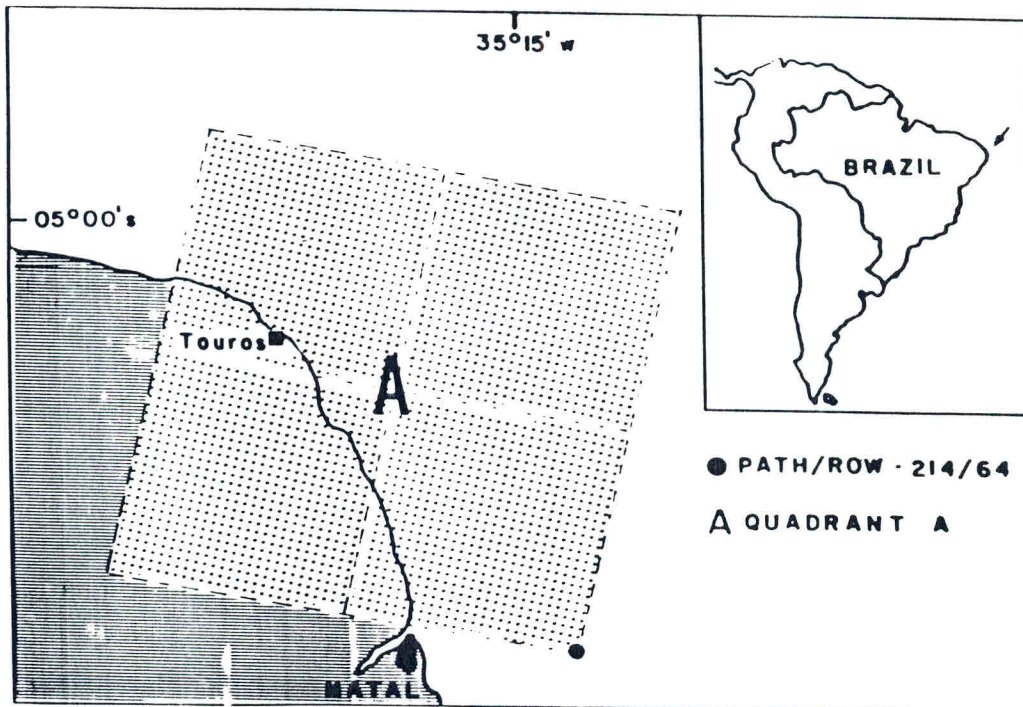 35°15' w
05°00's
BRAZIL
Touros
A
PATH/ROW - 214/64
A QUADRANT A
NATAL